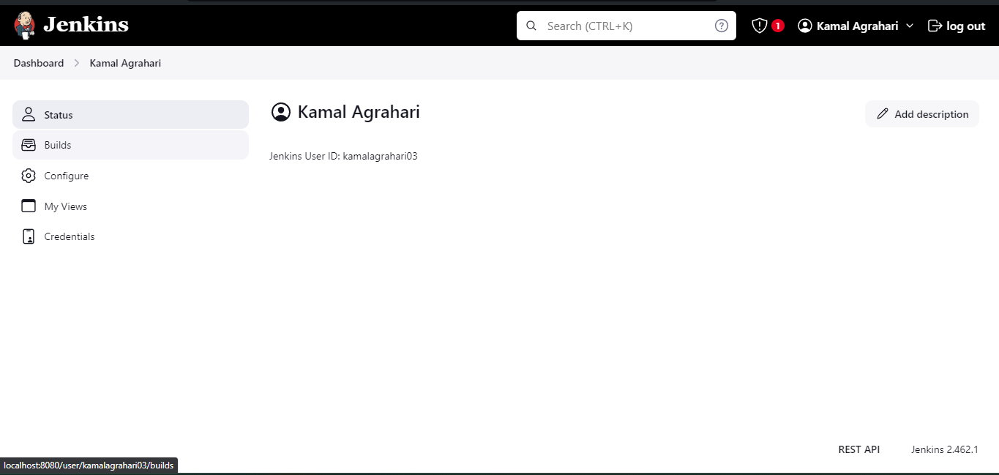 Jenkins
Search (CTRL+K)
?
1
Kamal Agrahari
log out
Dashboard
Kamal Agrahari
Status
Builds
Configure
My Views
Credentials
Kamal Agrahari
Add description
Jenkins User ID: kamalagrahari03
REST API
Jenkins 2.462.1
localhost:8080/user/kamalagrahari03/builds